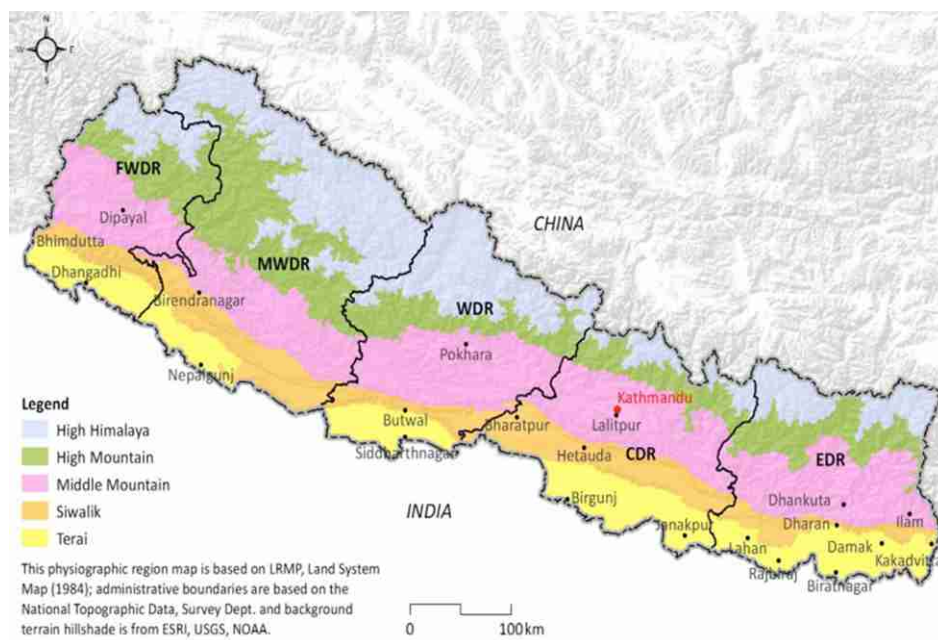 N
W
E
S
FWDR
Dipayal
CHINA
Bhimdutta
MWDR
Dhangadhi
Birendranagar
WDR
Pokhara
Nepalgunj
Kathmandu
Legend
Butwal
Bharatpur
Lalitpur
High Himalaya
Siddharthnagar
Hetauda
CDR
High Mountain
EDR
Middle Mountain
Birgunj
Dhankuta
Siwalik
INDIA
Ilam
Terai
Janakpur
Dharan
Lahan
Damak
Kakadvitta
Rajbiraj
Biratnagar
This physiographic region map is based on LRMP, Land System
Map (1984); administrative boundaries are based on the
National Topographic Data, Survey Dept. and background
terrain hillshade is from ESRI, USGS, NOAA.
0
100km